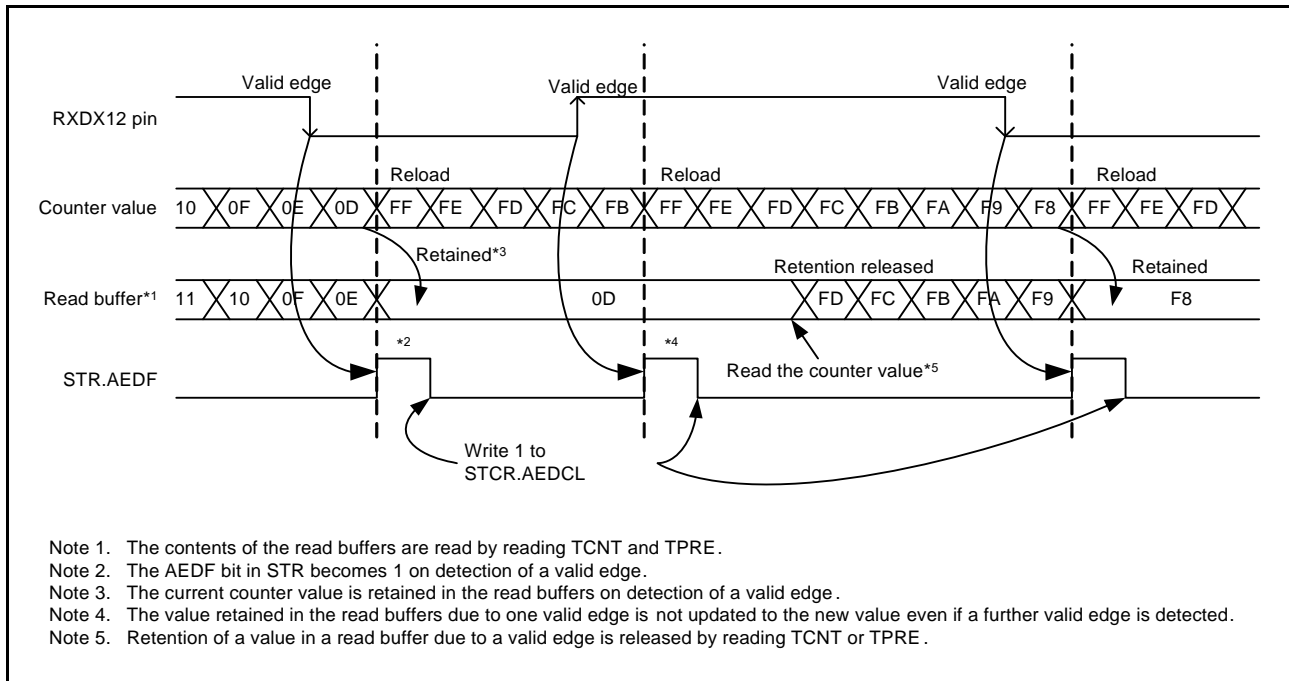 Valid edge Valid edge Valid edge
RXDX12 pin
Reload Reload Reload
Counter value 10 0F 0E 0D FF FE FD FC FB FF FE FD FC FB FA F9 F8 FF FE FD
Retained*3 Retention released Retained
Read buffer*1 11 10 0F 0E 0D FD FC FB FA F9 F8
*2 *4
Read the counter value*5
STR.AEDF
Write 1 to
STCR.AEDCL
Note 1. The contents of the read buffers are read by reading TCNT and TPRE.
Note 2. The AEDF bit in STR becomes 1 on detection of a valid edge.
Note 3. The current counter value is retained in the read buffers on detection of a valid edge.
Note 4. The value retained in the read buffers due to one valid edge is not updated to the new value even if a further valid edge is detected.
Note 5. Retention of a value in a read buffer due to a valid edge is released by reading TCNT or TPRE.